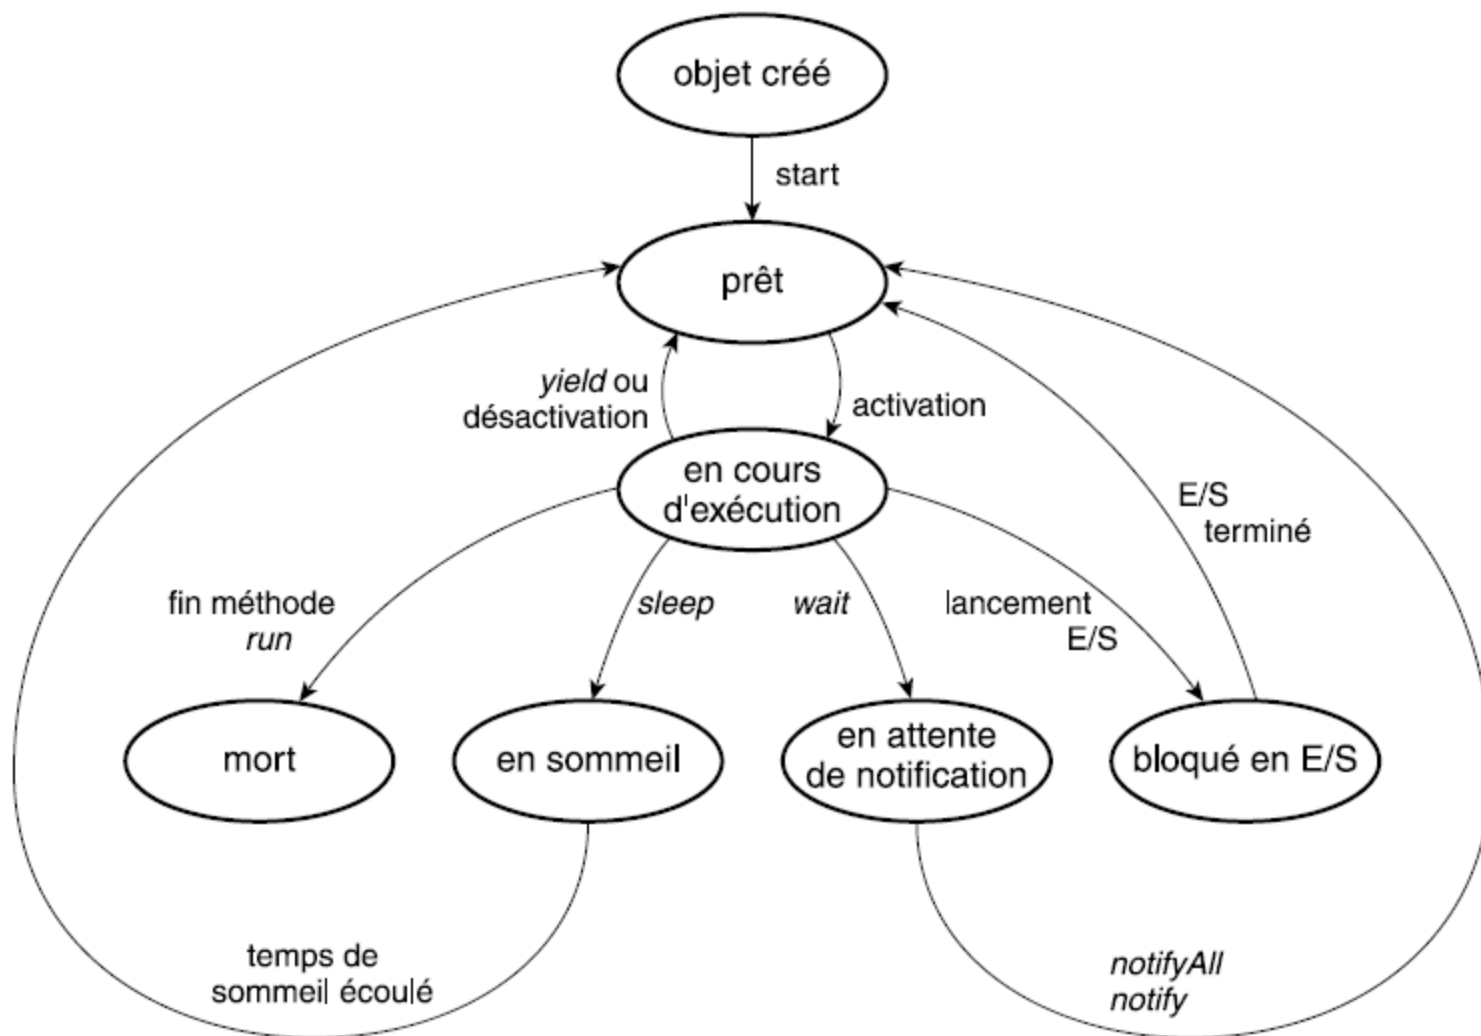 objet créé
start
prêt
yield ou
désactivation
activation
en cours
d'exécution
E/S
terminé
fin méthode
run
sleep
wait
lancement
E/S
mort
en sommeil
en attente
de notification
bloqué en E/S
temps de
sommeil écoulé
notifyAll
notify